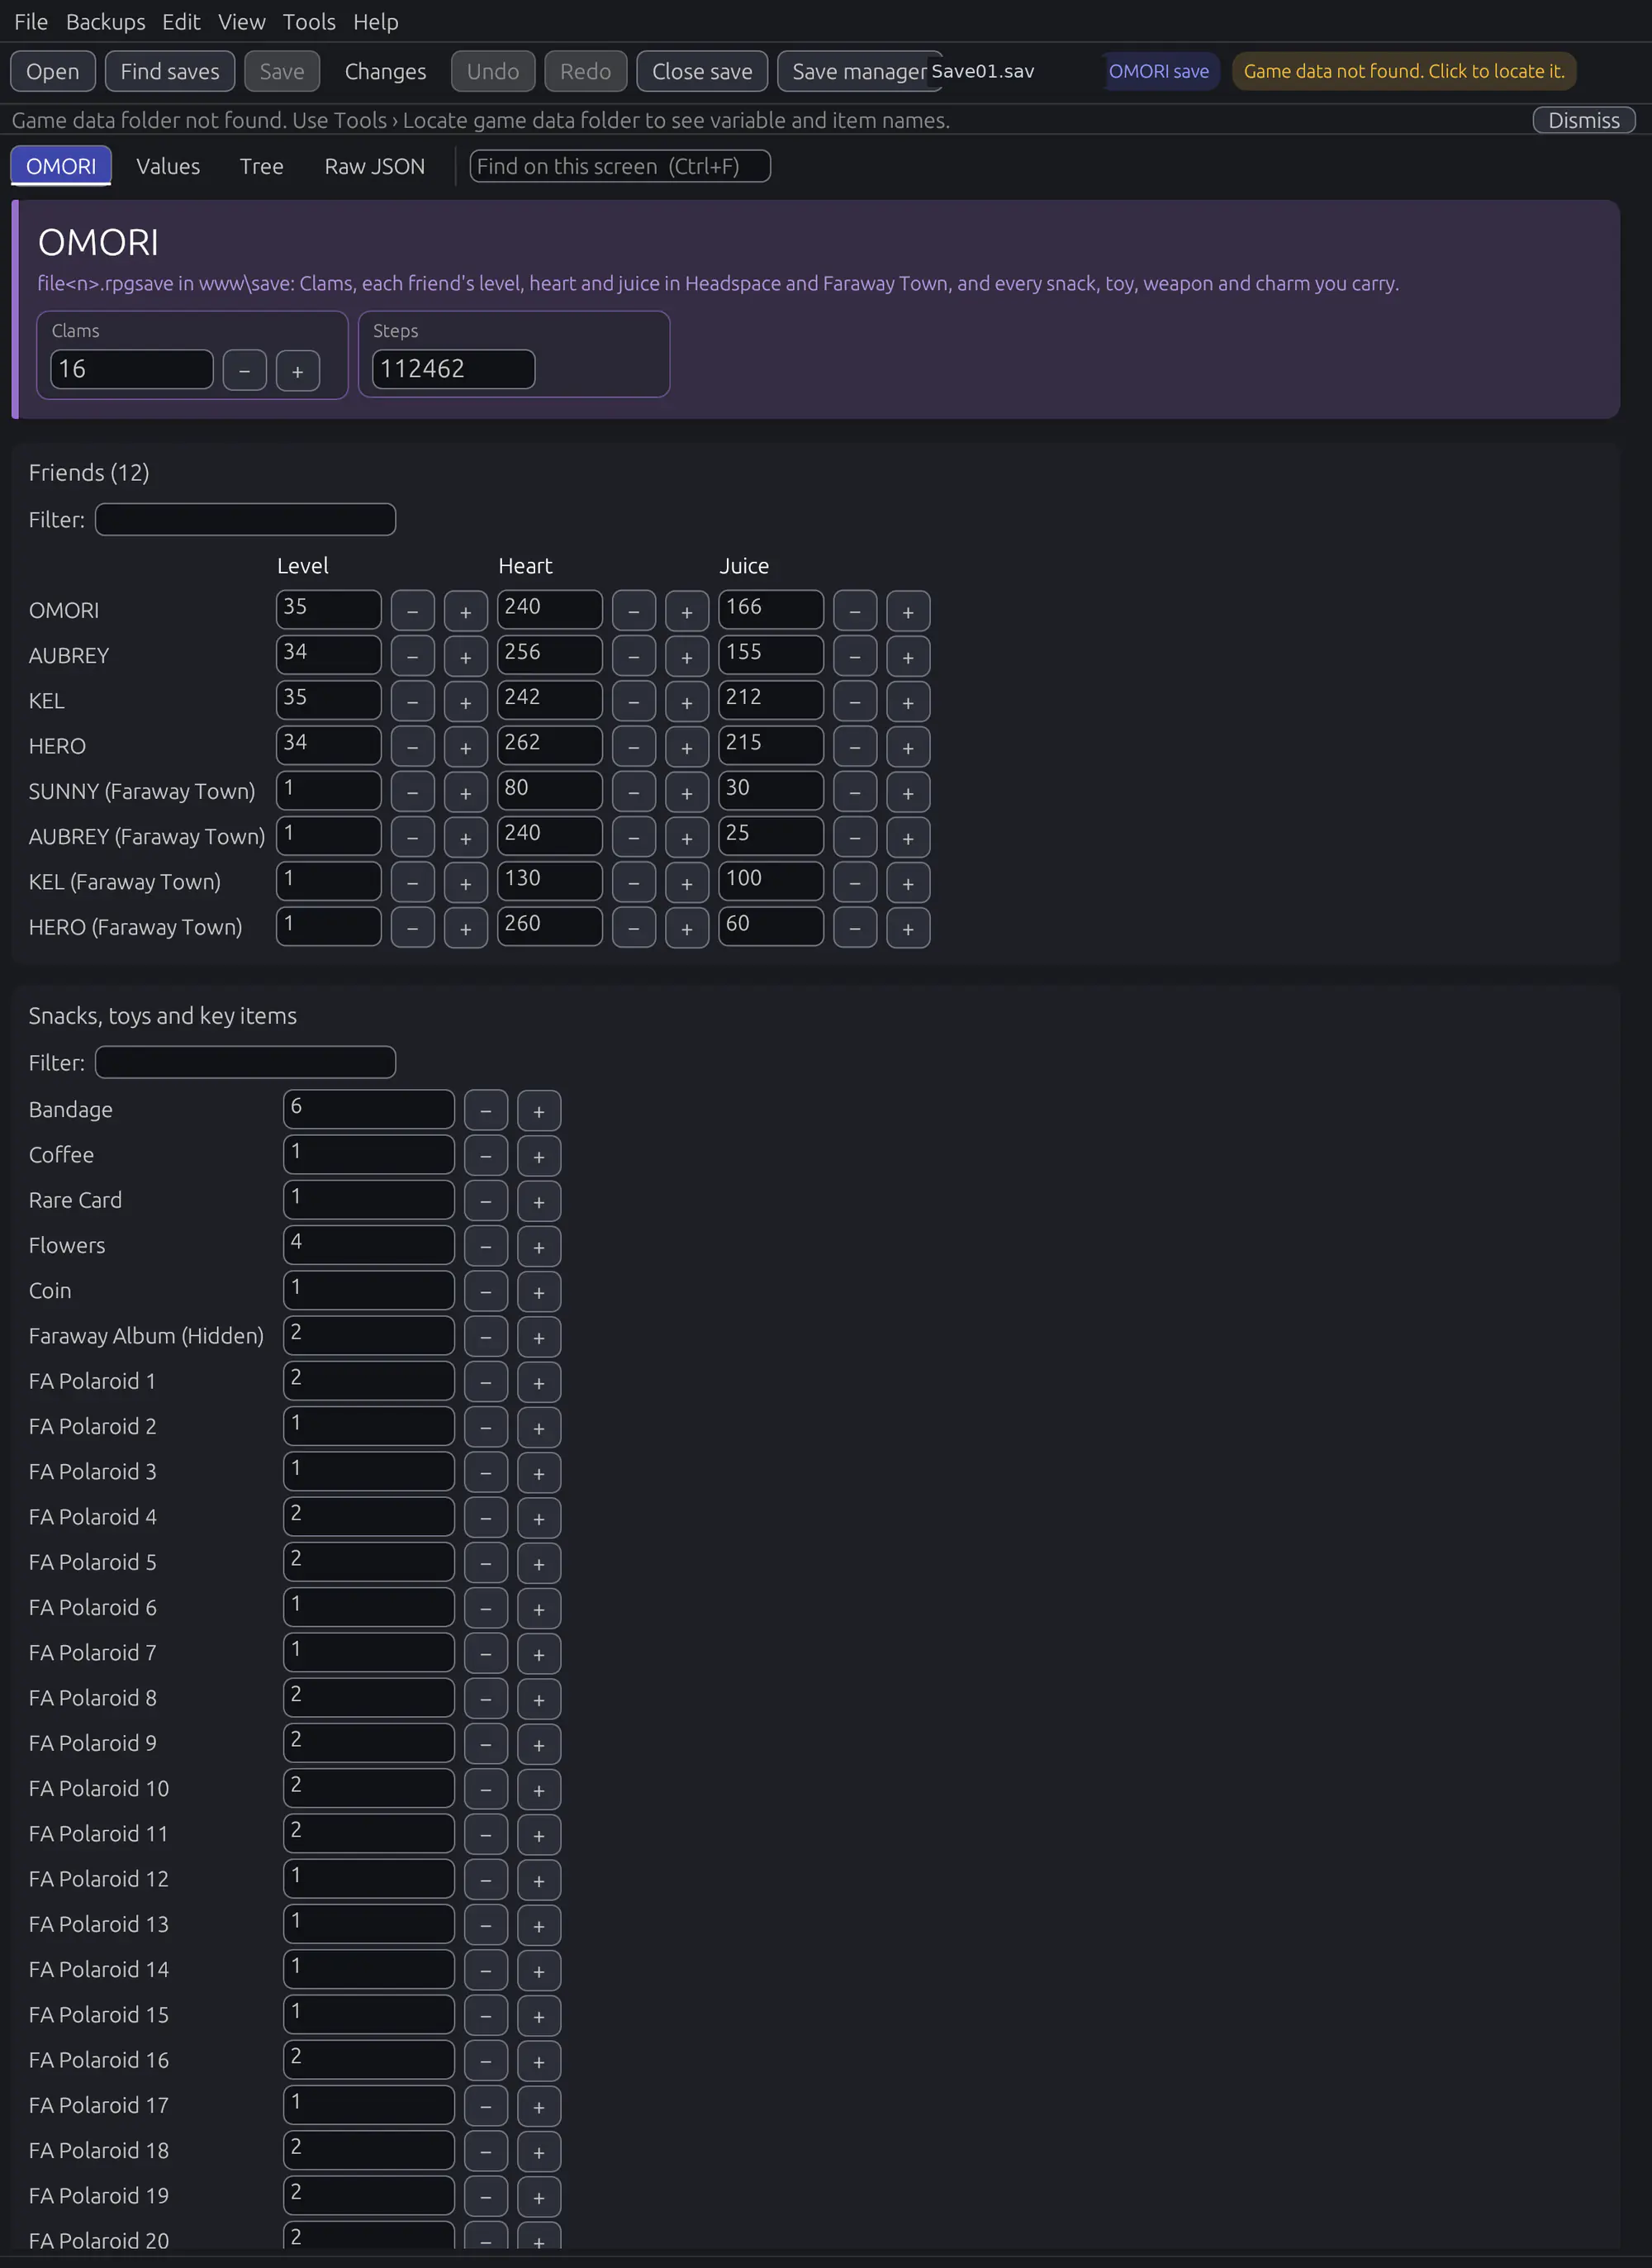 File Backups Edit View Tools Help
Open Find saves Save Changes Undo Redo Close save Save manager Save01.sav OMORI save Game data not found. Click to locate it.
Game data folder not found. Use Tools › Locate game data folder to see variable and item names. Dismiss
OMORI Values Tree Raw JSON Find on this screen (Ctrl+F)
OMORI
file<n>.rpgsave in www\save: Clams, each friend's level, heart and juice in Headspace and Faraway Town, and every snack, toy, weapon and charm you carry.
Clams Steps
16 − + 112462
Friends (12)
Filter:
Level Heart Juice
OMORI 35 − + 240 − + 166 − +
AUBREY 34 − + 256 − + 155 − +
KEL 35 − + 242 − + 212 − +
HERO 34 − + 262 − + 215 − +
SUNNY (Faraway Town) 1 − + 80 − + 30 − +
AUBREY (Faraway Town) 1 − + 240 − + 25 − +
KEL (Faraway Town) 1 − + 130 − + 100 − +
HERO (Faraway Town) 1 − + 260 − + 60 − +
Snacks, toys and key items
Filter:
Bandage 6 − +
Coffee 1 − +
Rare Card 1 − +
Flowers 4 − +
Coin 1 − +
Faraway Album (Hidden) 2 − +
FA Polaroid 1 2 − +
FA Polaroid 2 1 − +
FA Polaroid 3 1 − +
FA Polaroid 4 2 − +
FA Polaroid 5 2 − +
FA Polaroid 6 1 − +
FA Polaroid 7 1 − +
FA Polaroid 8 2 − +
FA Polaroid 9 2 − +
FA Polaroid 10 2 − +
FA Polaroid 11 2 − +
FA Polaroid 12 1 − +
FA Polaroid 13 1 − +
FA Polaroid 14 1 − +
FA Polaroid 15 1 − +
FA Polaroid 16 2 − +
FA Polaroid 17 1 − +
FA Polaroid 18 2 − +
FA Polaroid 19 2 − +
FA Polaroid 20 2 − +